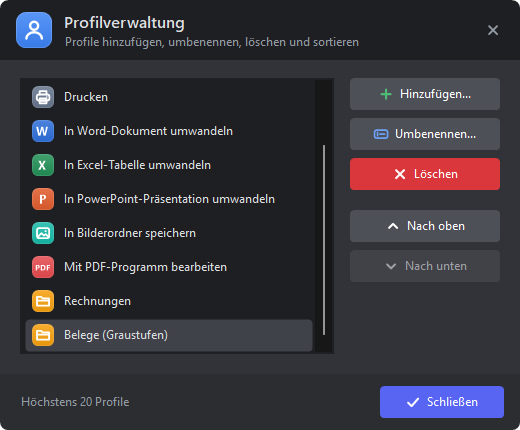 Profilverwaltung
Profile hinzufügen, umbenennen, löschen und sortieren
Drucken
W In Word-Dokument umwandeln
X In Excel-Tabelle umwandeln
P In PowerPoint-Präsentation umwandeln
In Bilderordner speichern
PDF Mit PDF-Programm bearbeiten
Rechnungen
Belege (Graustufen)
Hinzufügen...
Umbenennen...
Löschen
Nach oben
Nach unten
Höchstens 20 Profile
Schließen